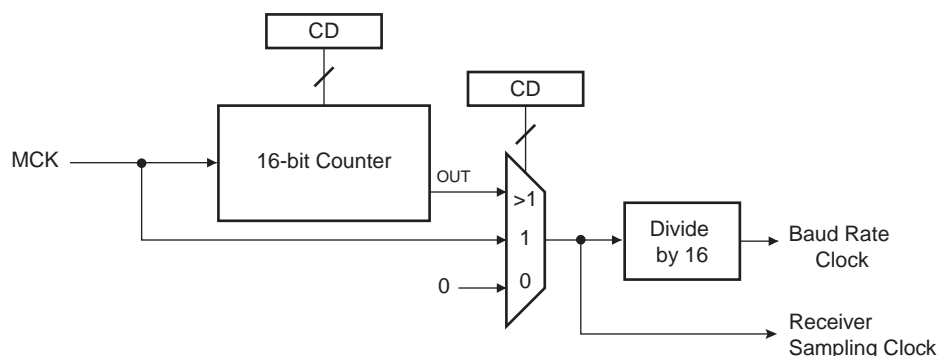 CD
CD
MCK
16-bit Counter
OUT
>1
1
0
0
Divide
by 16
Baud Rate
Clock
Receiver
Sampling Clock